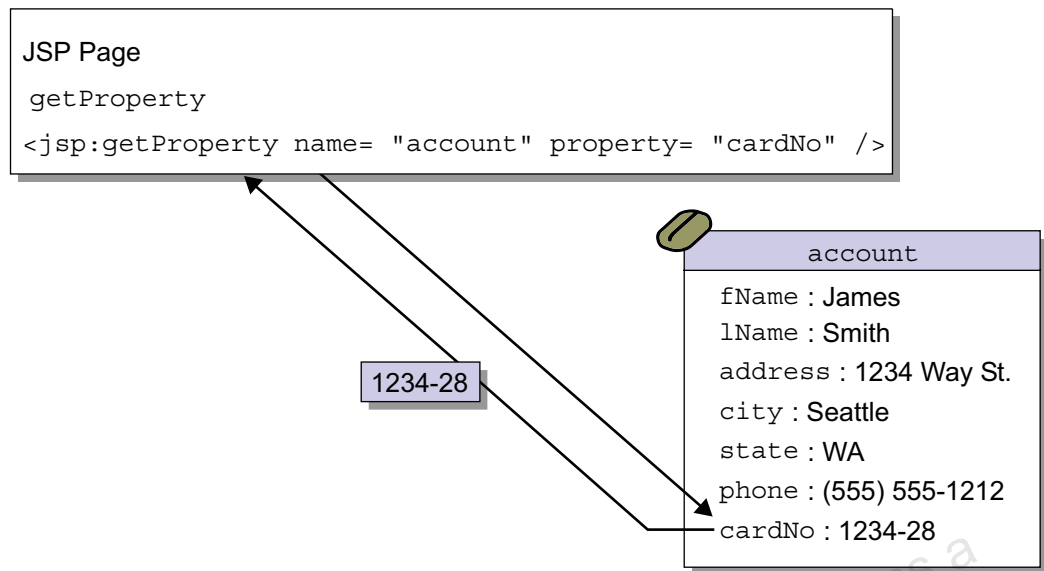 JSP Page
getProperty
<jsp:getProperty name= "account" property= "cardNo" />
account
fName : James
lName : Smith
address : 1234 Way St.
city : Seattle
state : WA
phone : (555) 555-1212
cardNo : 1234-28
1234-28